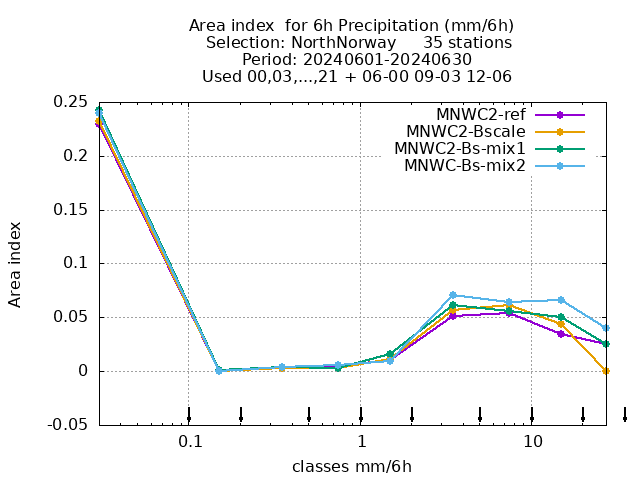 Area index  for 6h Precipitation (mm/6h)
Selection: NorthNorway     35 stations
Period: 20240601-20240630
Used 00,03,...,21 + 06-00 09-03 12-06
MNWC2-ref
MNWC2-Bscale
MNWC2-Bs-mix1
MNWC-Bs-mix2
0.25
0.2
0.15
0.1
0.05
0
-0.05
Area index
0.1
1
10
classes mm/6h